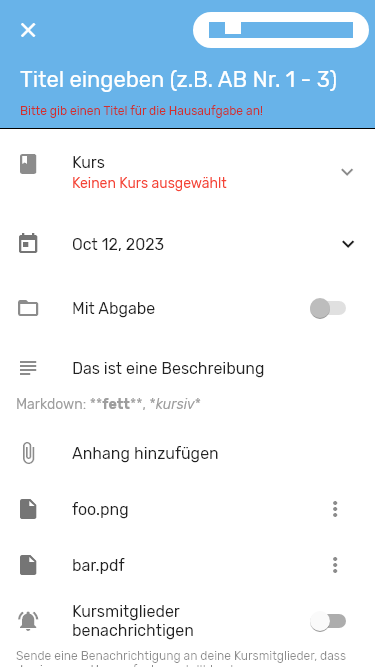 Titel eingeben (z.B. AB Nr. 1 - 3)
Bitte gib einen Titel für die Hausaufgabe an!
Kurs
Keinen Kurs ausgewählt
Oct 12, 2023
Mit Abgabe
Das ist eine Beschreibung
Markdown: **fett**, *kursiv*
Anhang hinzufügen
foo.png
bar.pdf
Kursmitglieder
benachrichtigen
Sende eine Benachrichtigung an deine Kursmitglieder, dass